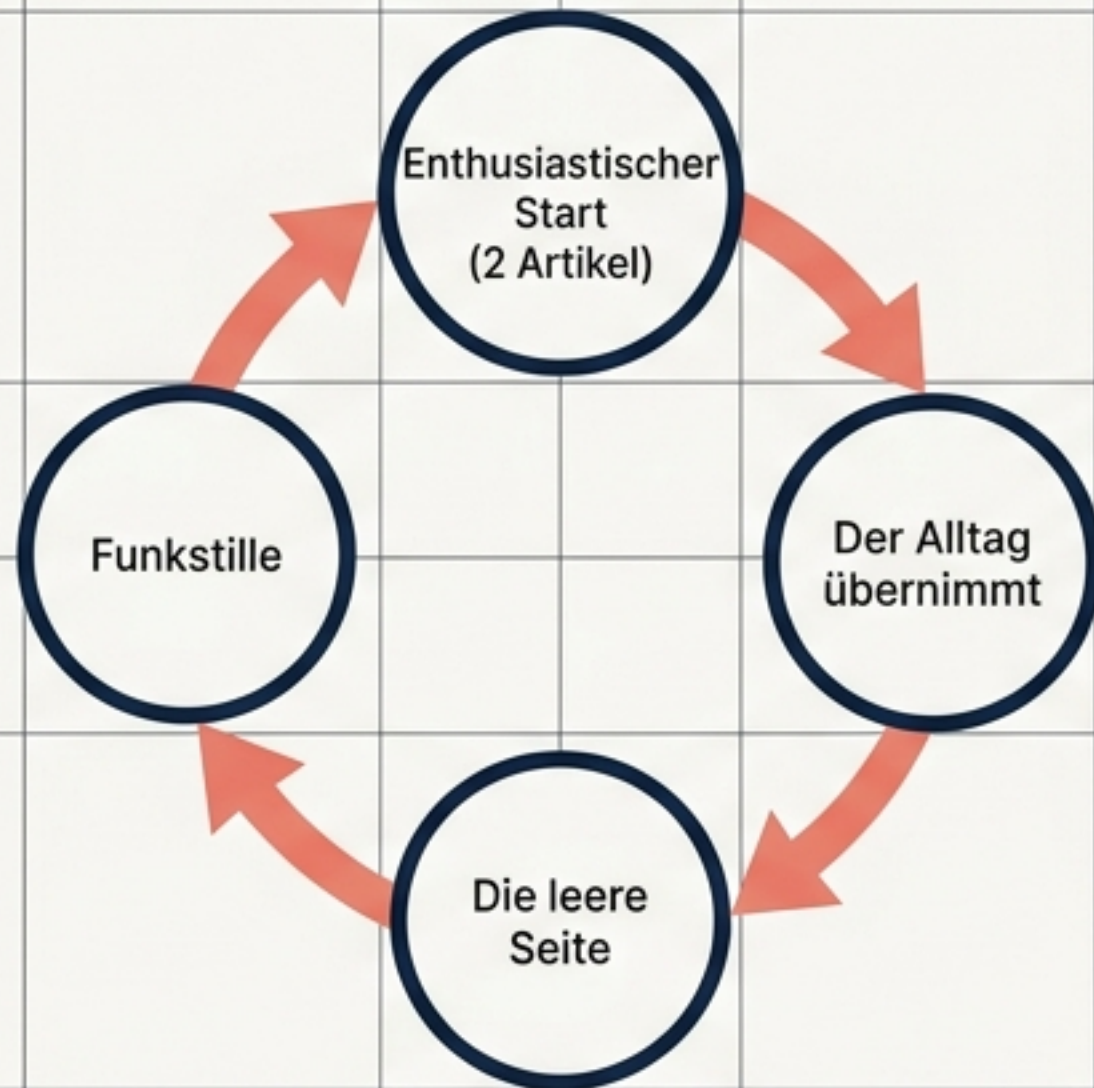 Enthusiastischer
Start
(2 Artikel)
Der Alltag
übernimmt
Die leere
Seite
Funkstille